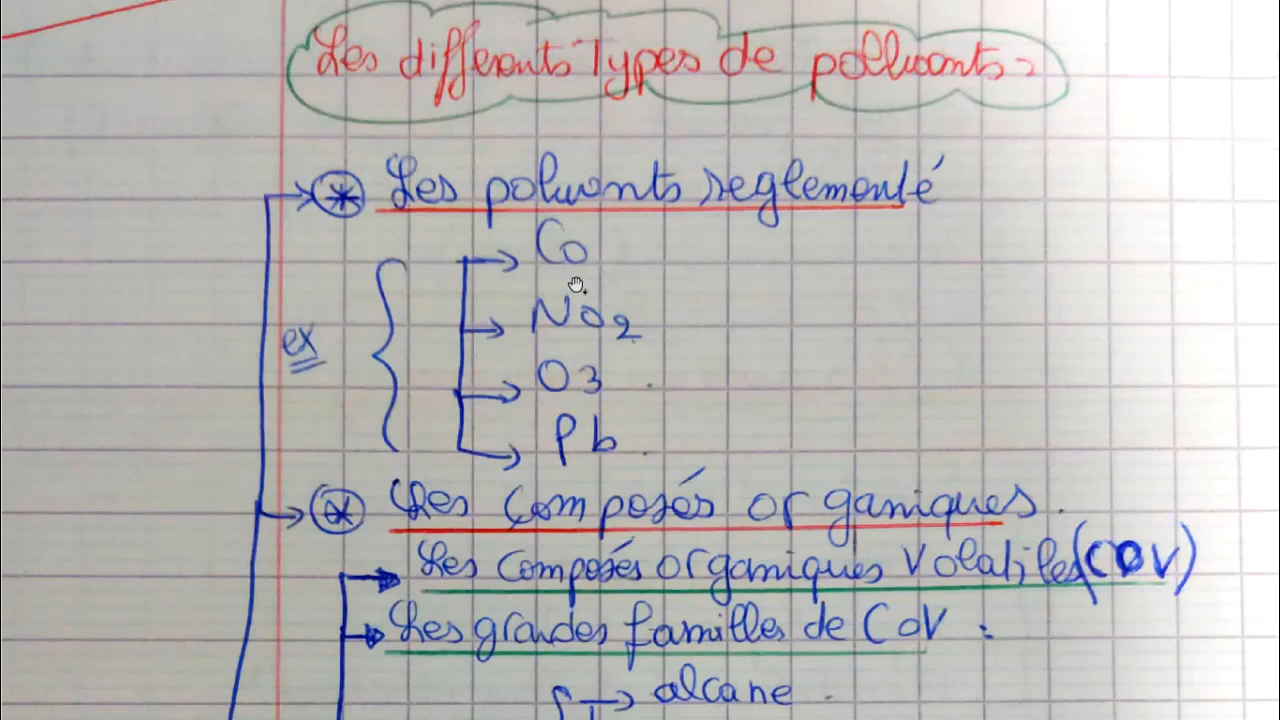 Les differents Types de polluants :
Les poluants reglementé
ex
Co
NO2
O3
Pb
Les composés organiques.
Les composés organiques volatiles (COV)
Les grandes familles de COV :
alcane.